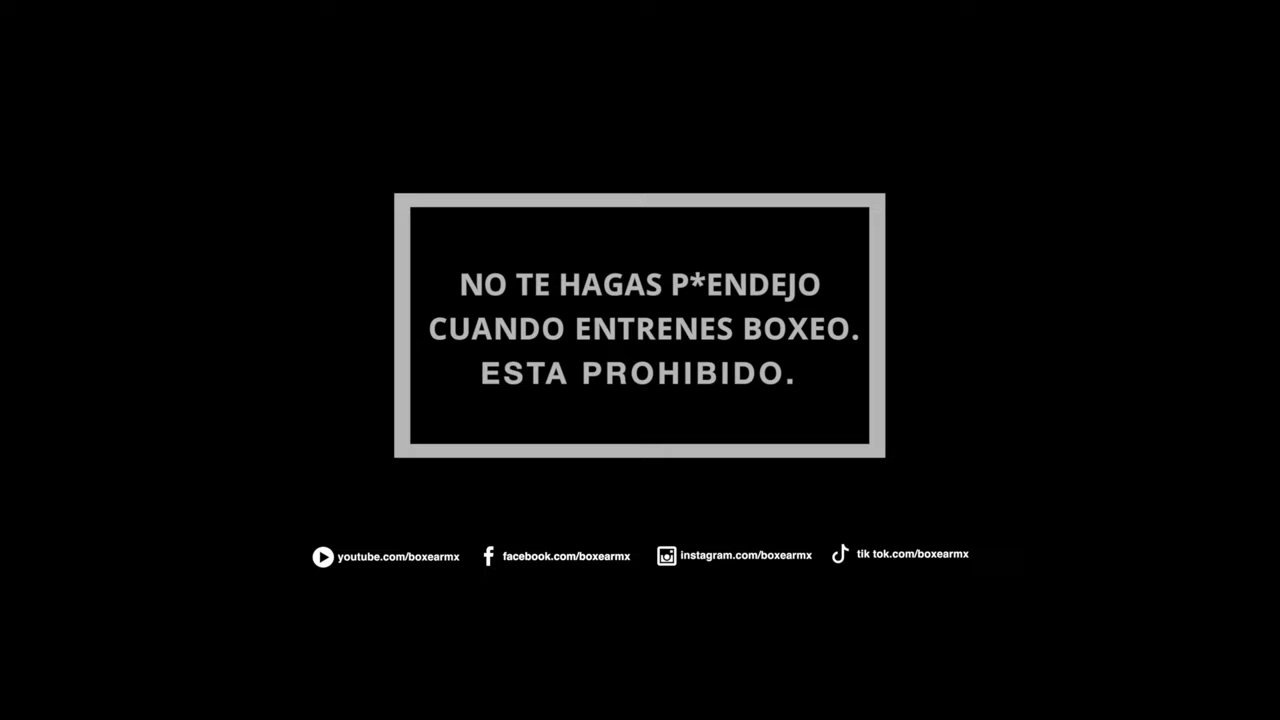 NO TE HAGAS P*ENDEJO
CUANDO ENTRENES BOXEO.
ESTA PROHIBIDO.
youtube.com/boxearmx facebook.com/boxearmx instagram.com/boxearmx tik tok.com/boxearmx